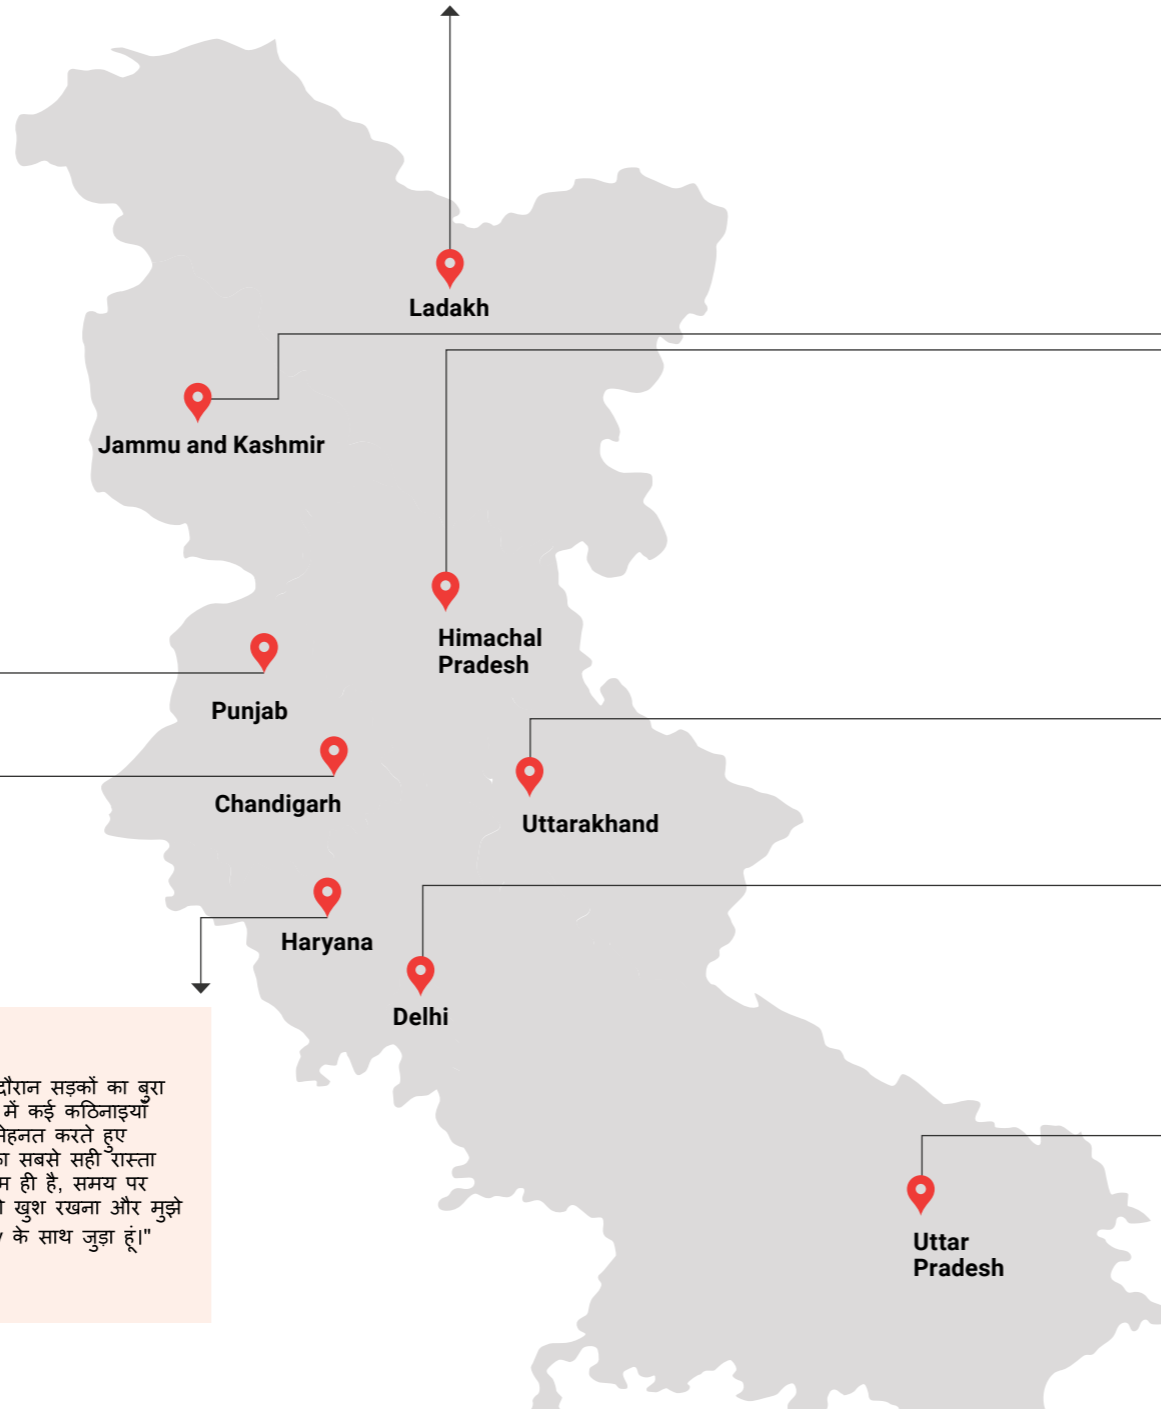 Ladakh
Jammu and Kashmir
Himachal
Pradesh
Punjab
Chandigarh
Uttarakhand
Haryana
Delhi
दौरान सड़कों का बुरा
में कई कठिनाइयाँ
मेहनत करते हुए
सबसे सही रास्ता
ही है, समय पर
खुश रखना और मुझे
के साथ जुड़ा हूं।"
Uttar
Pradesh